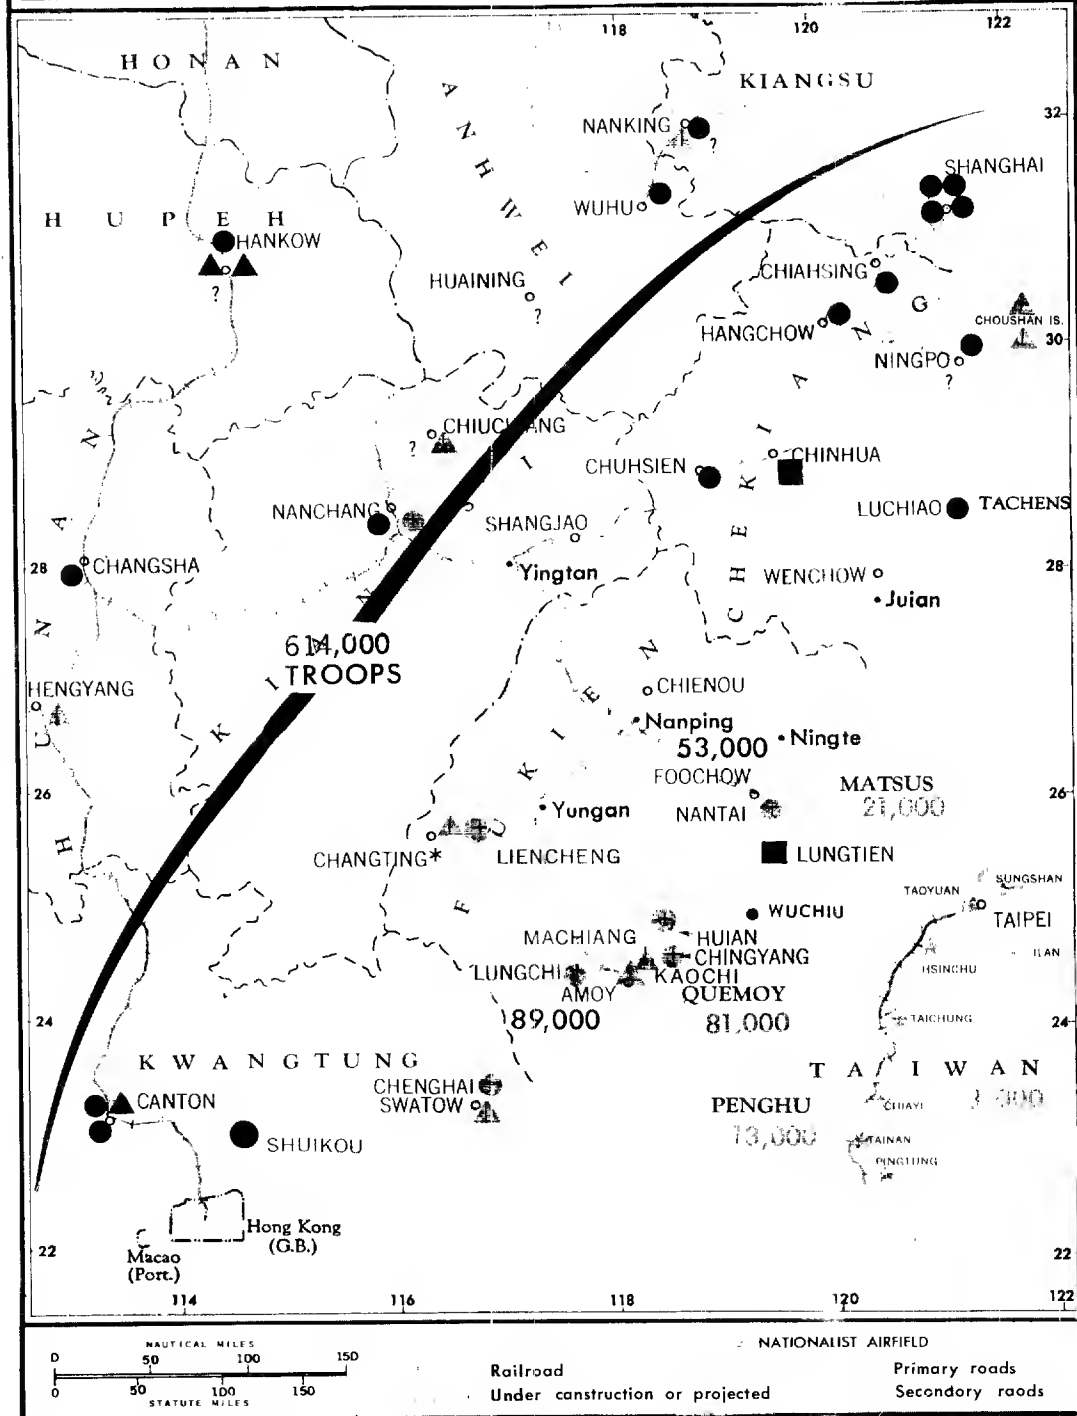 118 120 122
HONAN
KIANGSU
ANHWEI
32
NANKING
?
SHANGHAI
WUHU
HUPEH
HANKOW
?
CHIAHSING
HUAINING
?
CHOUSHAN IS.
HANGCHOW
30
NINGPO
?
CHEKIANG
?
CHUHSIEN
CHINHUA
NANCHANG
SHANGJAO
LUCHIAO
TACHENS
28
CHANGSHA
Yingtan
WENCHOW
28
Juian
HUNAN
614,000
TROOPS
KIANGSI
HENGYANG
CHIENOU
Nanping
53,000
Ningte
FOOCHOW
26
MATSUS
26
Yungan
NANTAI
21,000
FUKIEN
CHANGTING*
LIENCHENG
LUNGTIEN
SUNGSHAN
TAOYUAN
WUCHIU
TAIPEI
MACHIANG
HUIAN
CHINGYANG
ILAN
HSINCHU
LUNGCHI
KAOCHI
AMOY
QUEMOY
89,000
81,000
24
TAICHUNG
24
KWANGTUNG
TAIWAN
CHENGHAI
SWATOW
CANTON
PENGHU
CHIAYI
13,000
SHUIKOU
TAINAN
PINGTUNG
Hong Kong
(G.B.)
22
Macao
(Port.)
22
114 116 118 120 122
NAUTICAL MILES
0 50 100 150
0 50 100 150
STATUTE MILES
NATIONALIST AIRFIELD
Railroad
Primary roads
Under construction or projected
Secondary roads